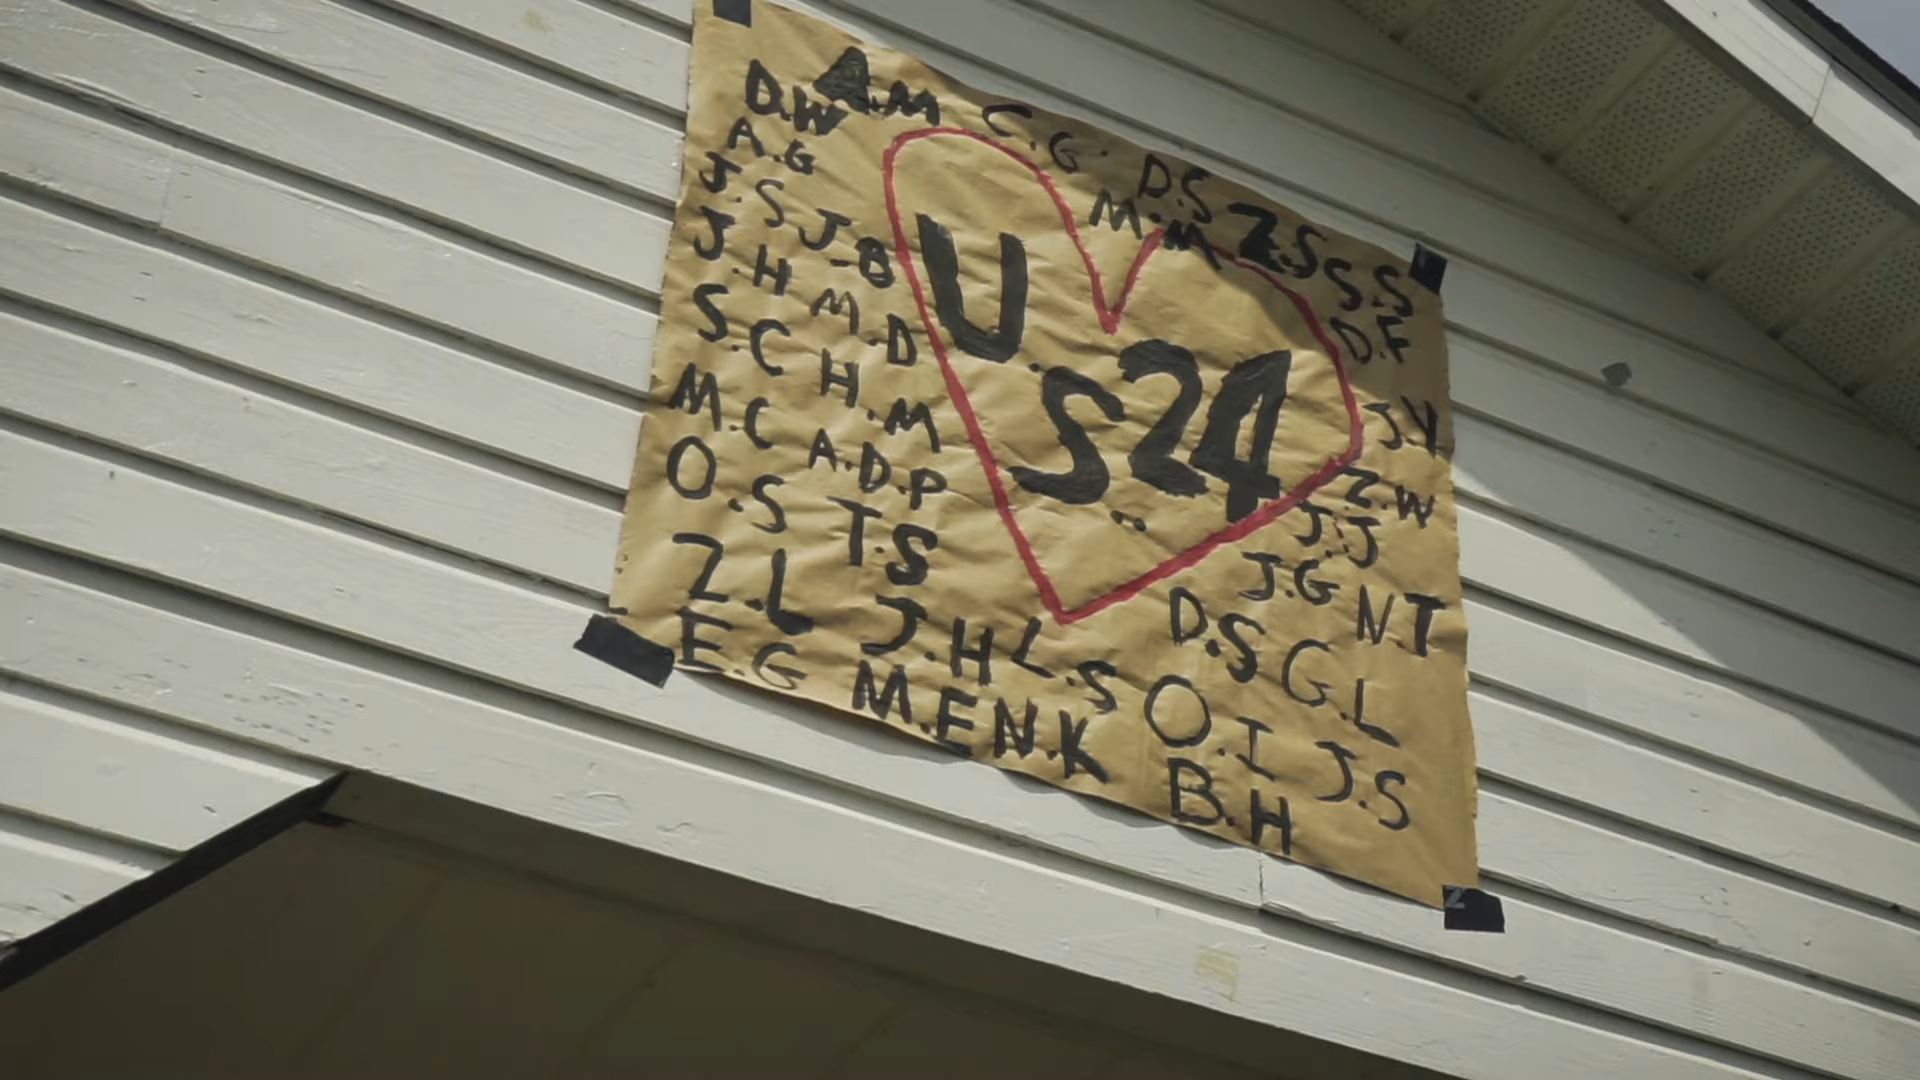 D.W A.M C.G
A.G D.S
J.S M.M
J.B Z.S
J.H S.S
M.D D.F
S.C U.S24
H.M J.V
M.C A.D.P
O.S Z.W
T.S J.J
Z.L J.G
J.H N.T
E.G L.S
D.S G.L
M.E N.K
O.I J.S
B.H